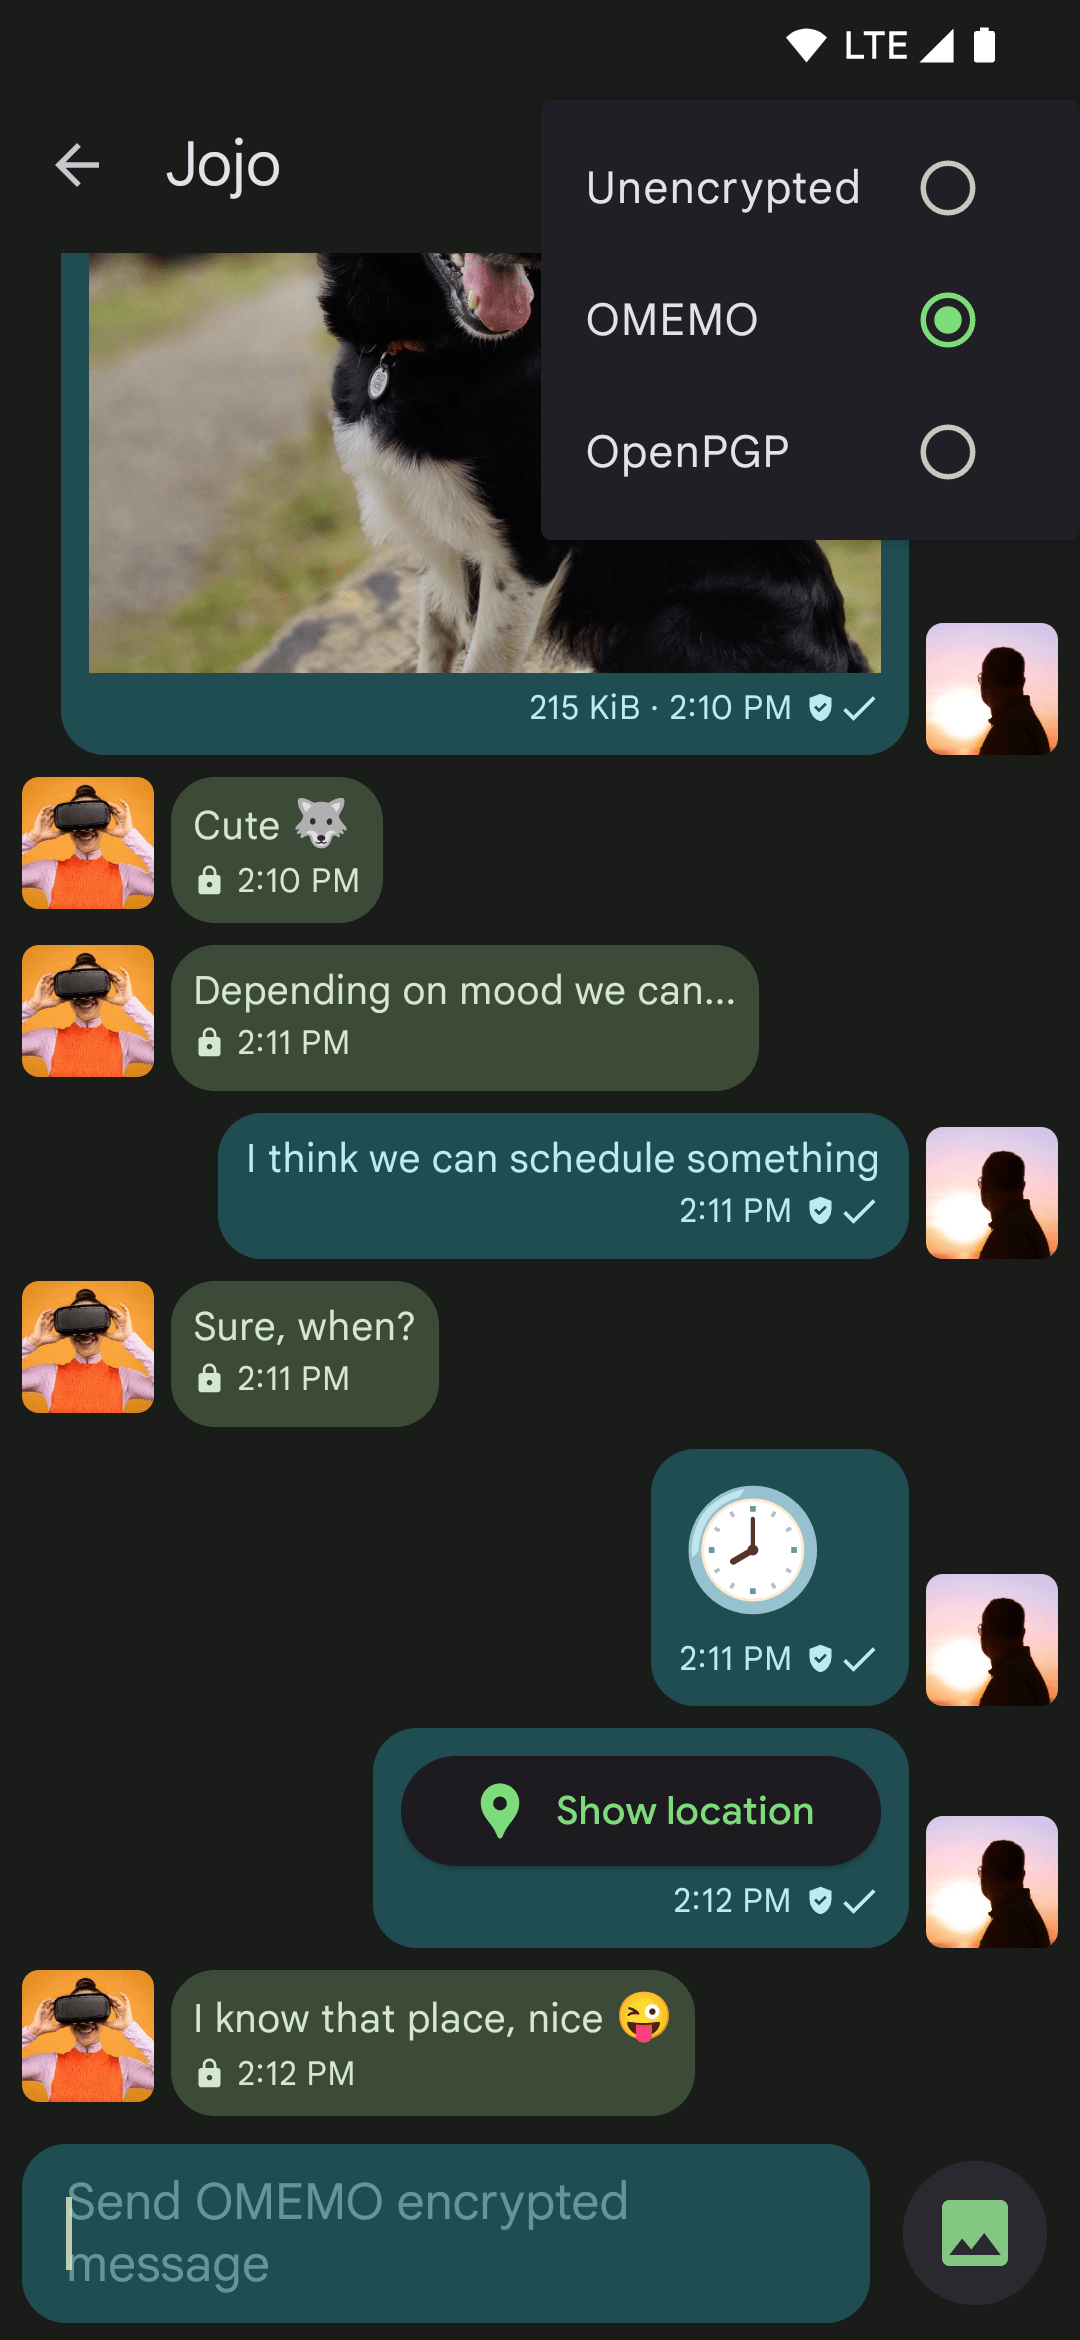 LTE
Jojo
Unencrypted
OMEMO
OpenPGP
215 KiB · 2:10 PM
Cute 🐺
2:10 PM
Depending on mood we can...
2:11 PM
I think we can schedule something
2:11 PM
Sure, when?
2:11 PM
2:11 PM
Show location
2:12 PM
I know that place, nice 😜
2:12 PM
Send OMEMO encrypted
message